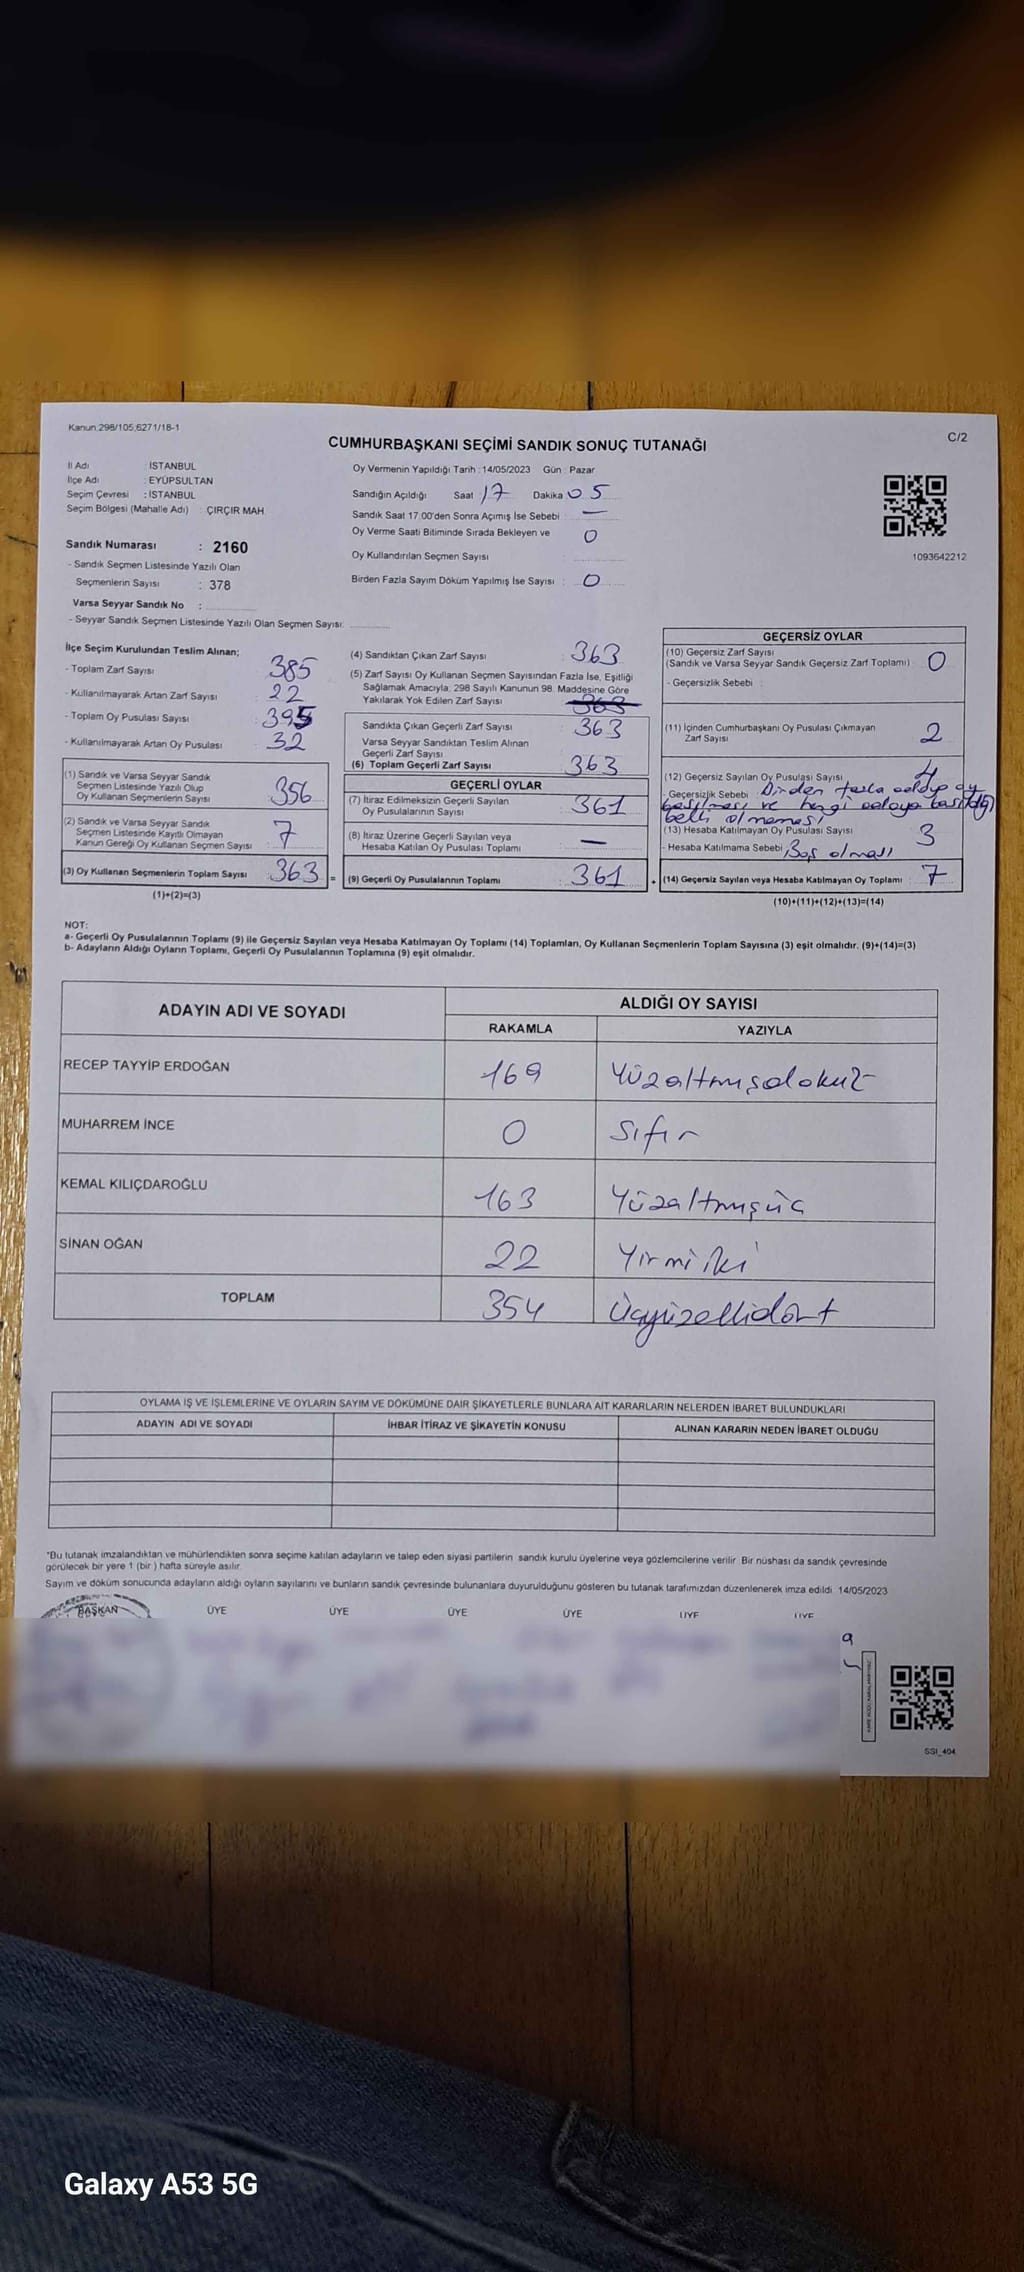 Kanun:298/105,6271/18-1
CUMHURBAŞKANI SEÇİMİ SANDIK SONUÇ TUTANAĞI
C/2
İl Adı : İSTANBUL
İlçe Adı : EYÜPSULTAN
Seçim Çevresi : İSTANBUL
Seçim Bölgesi (Mahalle Adı) : ÇIRÇIR MAH
Sandık Numarası : 2160
- Sandık Seçmen Listesinde Yazılı Olan
Seçmenlerin Sayısı : 378
Varsa Seyyar Sandık No :
- Seyyar Sandık Seçmen Listesinde Yazılı Olan Seçmen Sayısı:
Oy Vermenin Yapıldığı Tarih : 14/05/2023 Gün : Pazar
Sandığın Açıldığı Saat 17 Dakika 05
Sandık Saat 17:00'den Sonra Açmış İse Sebebi : —
Oy Verme Saati Bitiminde Sırada Bekleyen ve 0
Oy Kullandırılan Seçmen Sayısı
Birden Fazla Sayım Döküm Yapılmış İse Sayısı : 0
1093642212
İlçe Seçim Kurulundan Teslim Alınan;
- Toplam Zarf Sayısı 385
- Kullanılmayarak Artan Zarf Sayısı 22
- Toplam Oy Pusulası Sayısı 395
- Kullanılmayarak Artan Oy Pusulası 32
(1) Sandık ve Varsa Seyyar Sandık
Seçmen Listesinde Yazılı Olup
Oy Kullanan Seçmenlerin Sayısı 356
(2) Sandık ve Varsa Seyyar Sandık
Seçmen Listesinde Kayıtlı Olmayan
Kanun Gereği Oy Kullanan Seçmen Sayısı 7
(3) Oy Kullanan Seçmenlerin Toplam Sayısı 363 =
(1)+(2)=(3)
(4) Sandıktan Çıkan Zarf Sayısı 363
(5) Zarf Sayısı Oy Kullanan Seçmen Sayısından Fazla İse, Eşitliği
Sağlamak Amacıyla, 298 Sayılı Kanunun 98. Maddesine Göre
Yakılarak Yok Edilen Zarf Sayısı 363
Sandıkta Çıkan Geçerli Zarf Sayısı 363
Varsa Seyyar Sandıktan Teslim Alınan
Geçerli Zarf Sayısı
(6) Toplam Geçerli Zarf Sayısı 363
GEÇERLİ OYLAR
(7) İtiraz Edilmeksizin Geçerli Sayılan
Oy Pusulalarının Sayısı 361
(8) İtiraz Üzerine Geçerli Sayılan veya
Hesaba Katılan Oy Pusulası Toplamı —
(9) Geçerli Oy Pusulalarının Toplamı 361 +
GEÇERSİZ OYLAR
(10) Geçersiz Zarf Sayısı
(Sandık ve Varsa Seyyar Sandık Geçersiz Zarf Toplamı) 0
- Geçersizlik Sebebi :
(11) İçinden Cumhurbaşkanı Oy Pusulası Çıkmayan
Zarf Sayısı 2
(12) Geçersiz Sayılan Oy Pusulası Sayısı
- Geçersizlik Sebebi : Birden fazla adaya oy
basılması ve hangi adaya basıldığı
belli olmaması
(13) Hesaba Katılmayan Oy Pusulası Sayısı 3
- Hesaba Katılmama Sebebi Boş olması
(14) Geçersiz Sayılan veya Hesaba Katılmayan Oy Toplamı : 7
(10)+(11)+(12)+(13)=(14)
NOT:
a- Geçerli Oy Pusulalarının Toplamı (9) ile Geçersiz Sayılan veya Hesaba Katılmayan Oy Toplamı (14) Toplamları, Oy Kullanan Seçmenlerin Toplam Sayısına (3) eşit olmalıdır. (9)+(14)=(3)
b- Adayların Aldığı Oyların Toplamı, Geçerli Oy Pusulalarının Toplamına (9) eşit olmalıdır.
ADAYIN ADI VE SOYADI
ALDIĞI OY SAYISI
RAKAMLA YAZIYLA
RECEP TAYYİP ERDOĞAN 169 Yüzaltmışdokuz
MUHARREM İNCE 0 Sıfır
KEMAL KILIÇDAROĞLU 163 Yüzaltmışüç
SİNAN OĞAN 22 Yirmi iki
TOPLAM 354 Üçyüzellidört
OYLAMA İŞ VE İŞLEMLERİNE VE OYLARIN SAYIM VE DÖKÜMÜNE DAİR ŞİKAYETLERLE BUNLARA AİT KARARLARIN NELERDEN İBARET BULUNDUKLARI
ADAYIN ADI VE SOYADI İHBAR İTİRAZ VE ŞİKAYETİN KONUSU ALINAN KARARIN NEDEN İBARET OLDUĞU
*Bu tutanak imzalandıktan ve mühürlendikten sonra seçime katılan adayların ve talep eden siyasi partilerin sandık kurulu üyelerine veya gözlemcilerine verilir. Bir nüshası da sandık çevresinde
görülecek bir yere 1 (bir ) hafta süreyle asılır.
Sayım ve döküm sonucunda adayların aldığı oyların sayılarını ve bunların sandık çevresinde bulunanlara duyurulduğunu gösteren bu tutanak tarafımızdan düzenlenerek imza edildi. 14/05/2023
BAŞKAN ÜYE ÜYE ÜYE ÜYE ÜYE ÜYE
SSI_404
Galaxy A53 5G